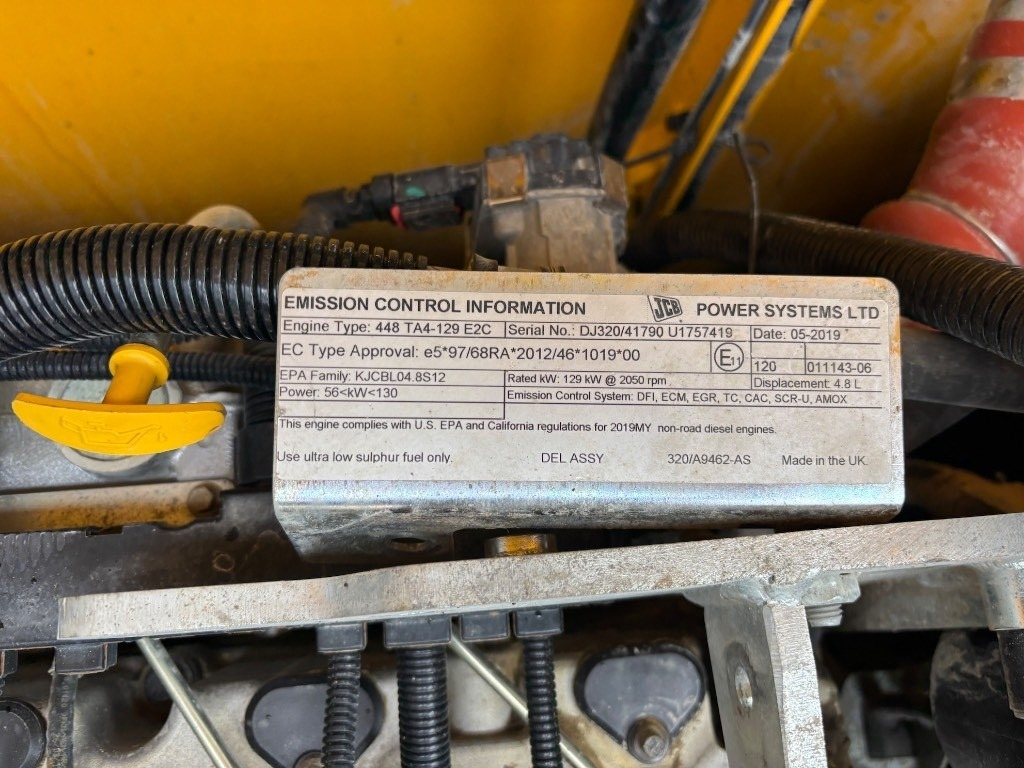 EMISSION CONTROL INFORMATION JCB POWER SYSTEMS LTD
Engine Type: 448 TA4-129 E2C Serial No.: DJ320/41790 U1757419 Date: 05-2019
EC Type Approval: e5*97/68RA*2012/46*1019*00 E11 120 011143-06
EPA Family: KJCBL04.8S12 Rated kW: 129 kW @ 2050 rpm Displacement: 4.8 L
Power: 56<kW<130 Emission Control System: DFI, ECM, EGR, TC, CAC, SCR-U, AMOX
This engine complies with U.S. EPA and California regulations for 2019MY non-road diesel engines.
Use ultra low sulphur fuel only. DEL ASSY 320/A9462-AS Made in the UK.